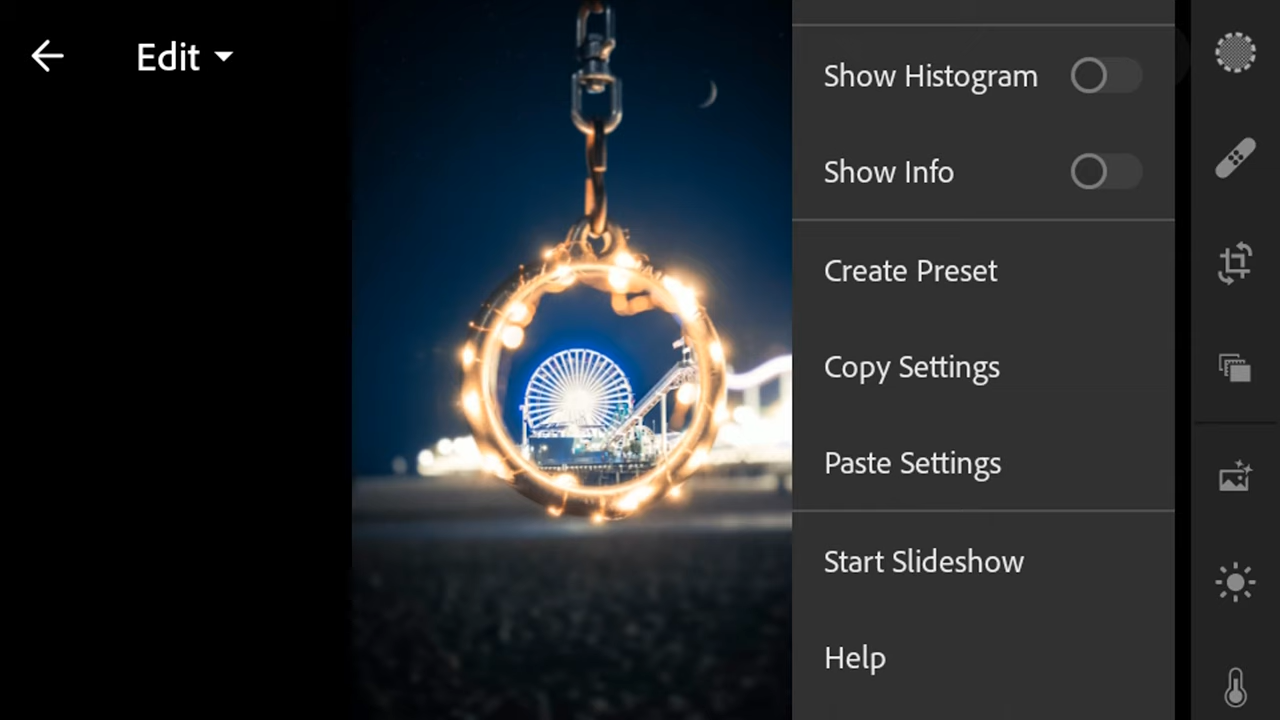 Edit
Show Histogram
Show Info
Create Preset
Copy Settings
Paste Settings
Start Slideshow
Help